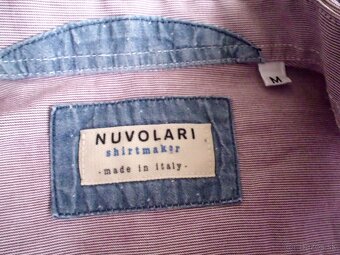 M
NUVOLARI
shirtmaker
- made in italy -